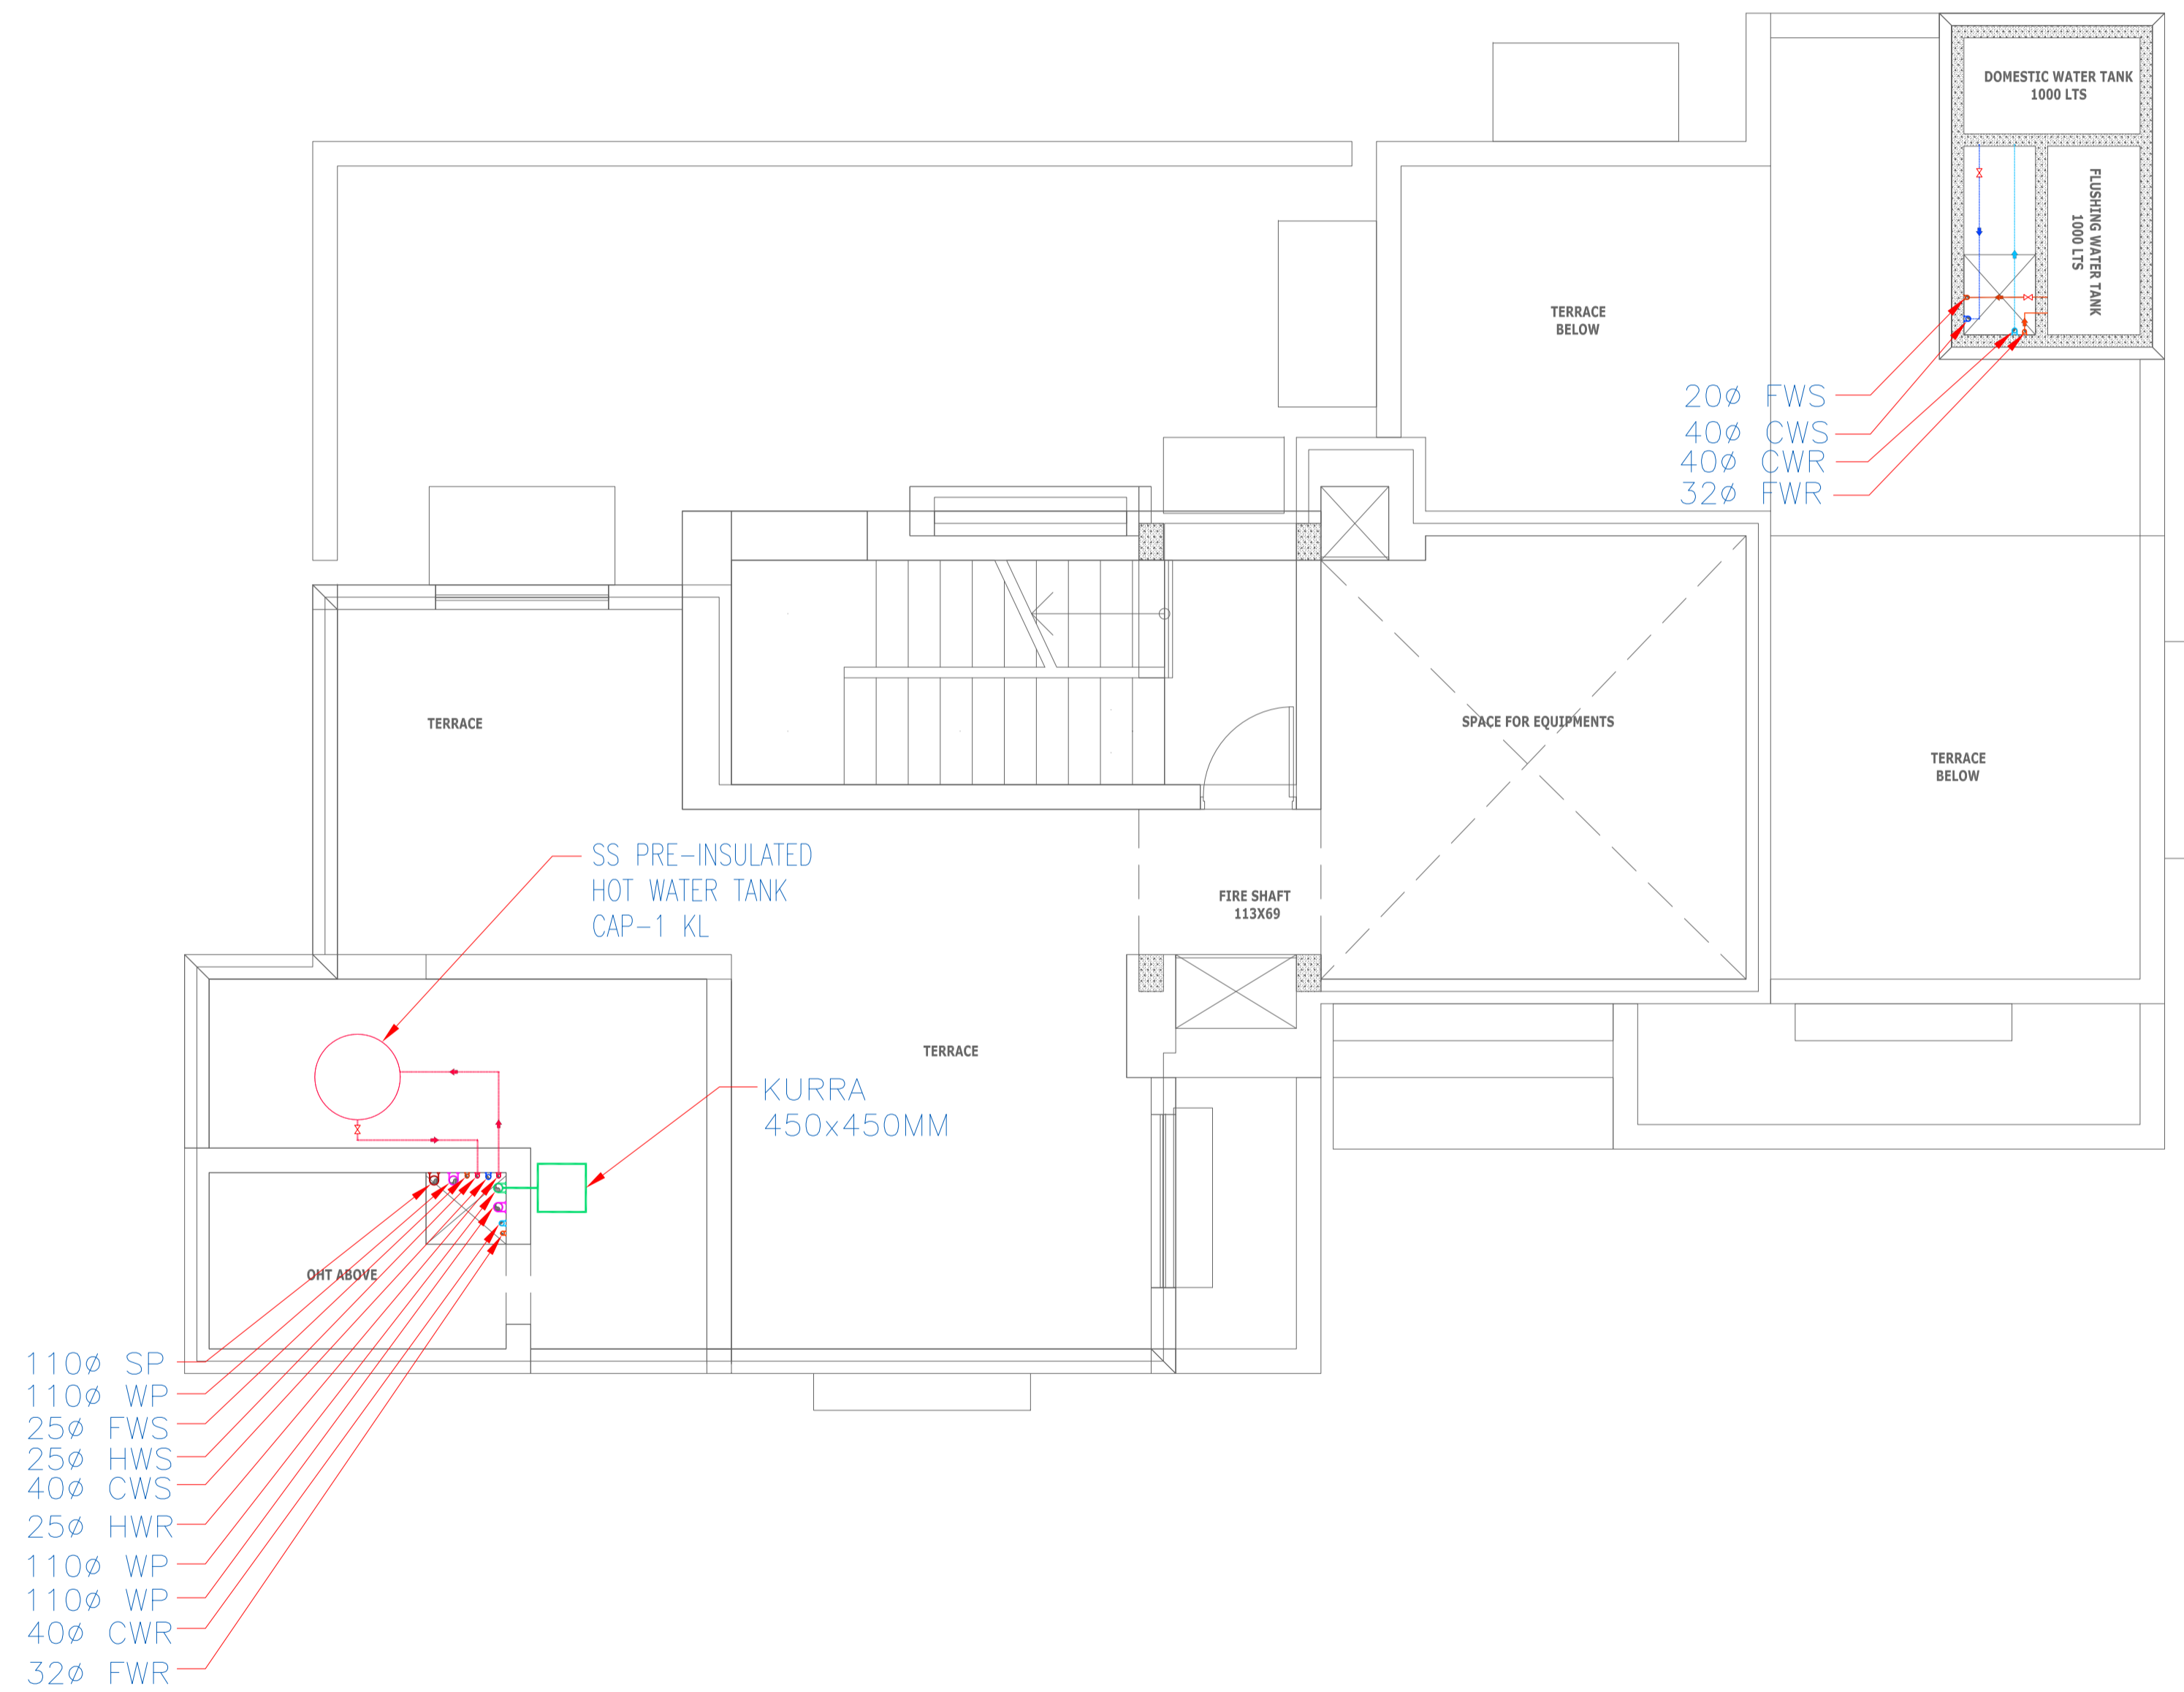 DOMESTIC WATER TANK
1000 LTS
FLUSHING WATER TANK
1000 LTS
TERRACE
BELOW
20ø FWS
40ø CWS
40ø CWR
32ø FWR
TERRACE
SPACE FOR EQUIPMENTS
TERRACE
BELOW
SS PRE-INSULATED
HOT WATER TANK
CAP-1 KL
FIRE SHAFT
113X69
TERRACE
KURRA
450x450MM
OHT ABOVE
110ø SP
110ø WP
25ø FWS
25ø HWS
40ø CWS
25ø HWR
110ø WP
110ø WP
40ø CWR
32ø FWR